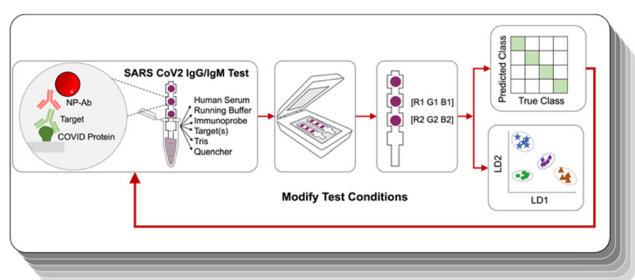 SARS CoV2 IgG/IgM Test
NP-Ab
Target
COVID Protein
Human Serum
Running Buffer
Immunoprobe
Target(s)
Tris
Quencher
[R1 G1 B1]
[R2 G2 B2]
Predicted Class
True Class
LD2
LD1
Modify Test Conditions